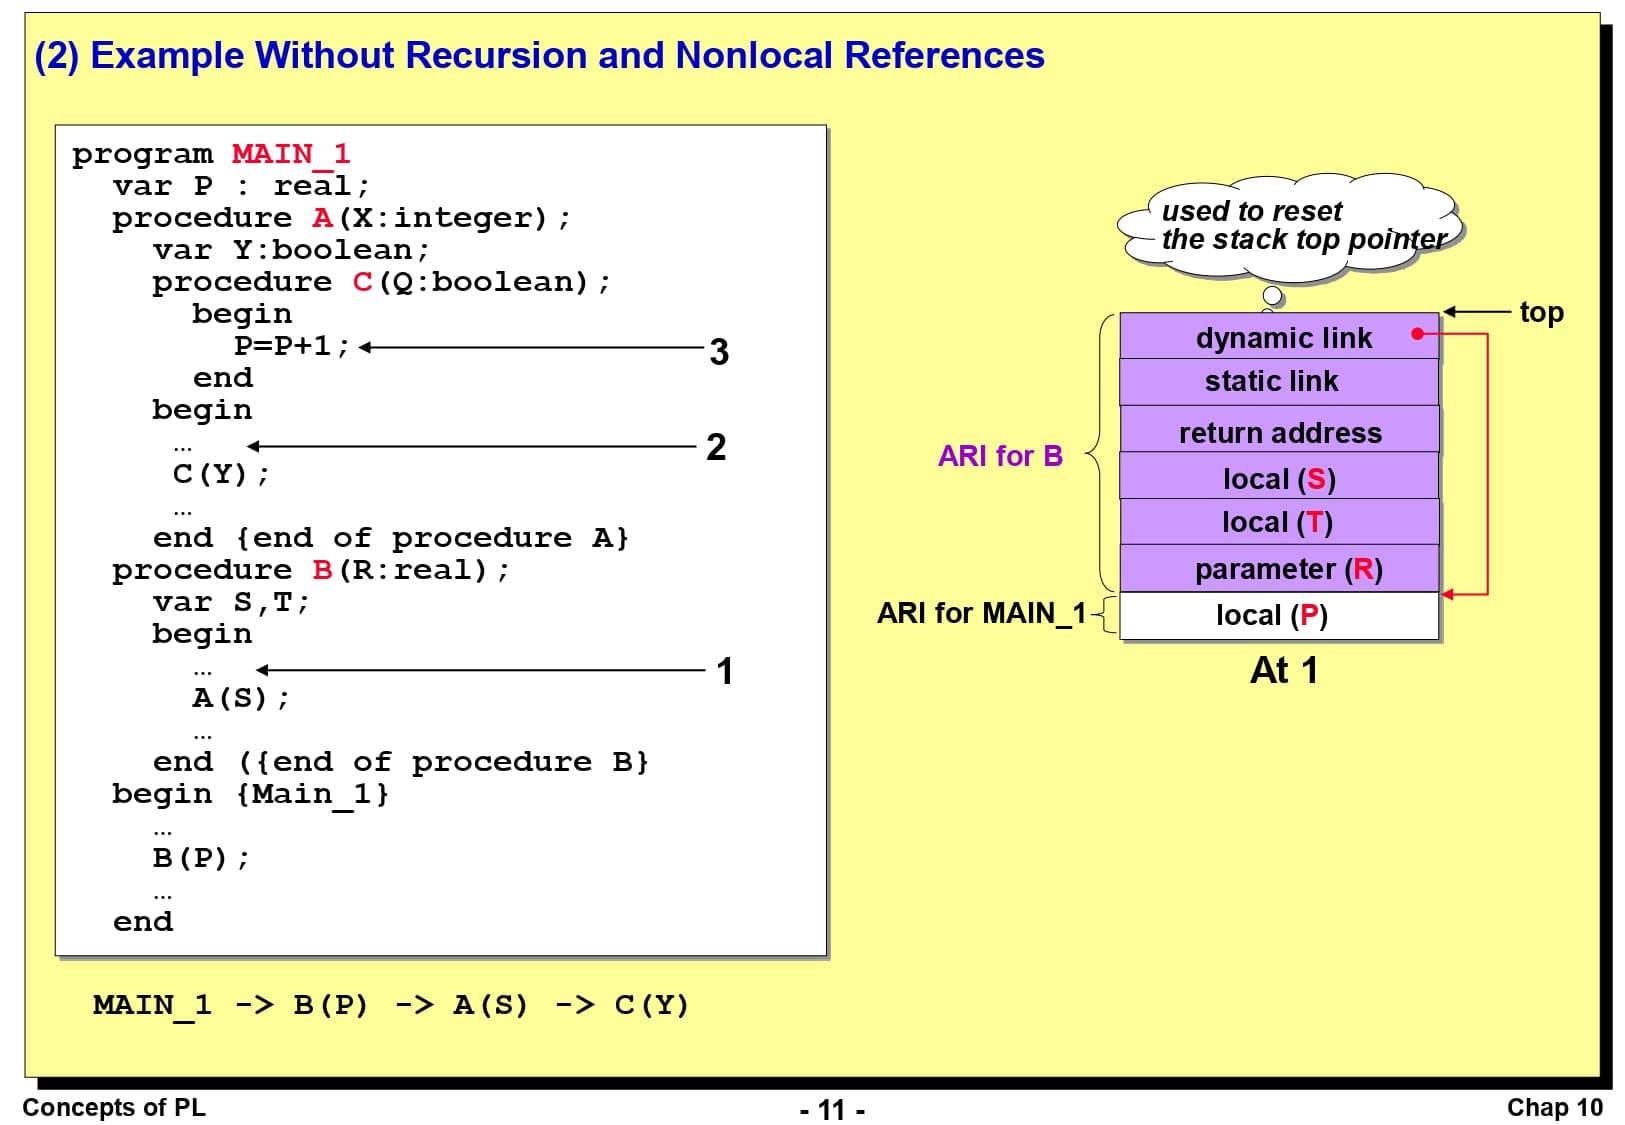 (2) Example Without Recursion and Nonlocal References
program MAIN_1
var P : real;
procedure A(X:integer);
var Y:boolean;
procedure C(Q:boolean);
begin
P=P+1; 3
end
begin
… 2
C(Y);
…
end {end of procedure A}
procedure B(R:real);
var S,T;
begin
… 1
A(S);
…
end ({end of procedure B}
begin {Main_1}
…
B(P);
…
end
MAIN_1 -> B(P) -> A(S) -> C(Y)
used to reset
the stack top pointer
top
dynamic link
static link
return address
ARI for B
local (S)
local (T)
parameter (R)
ARI for MAIN_1
local (P)
At 1
Concepts of PL
- 11 -
Chap 10